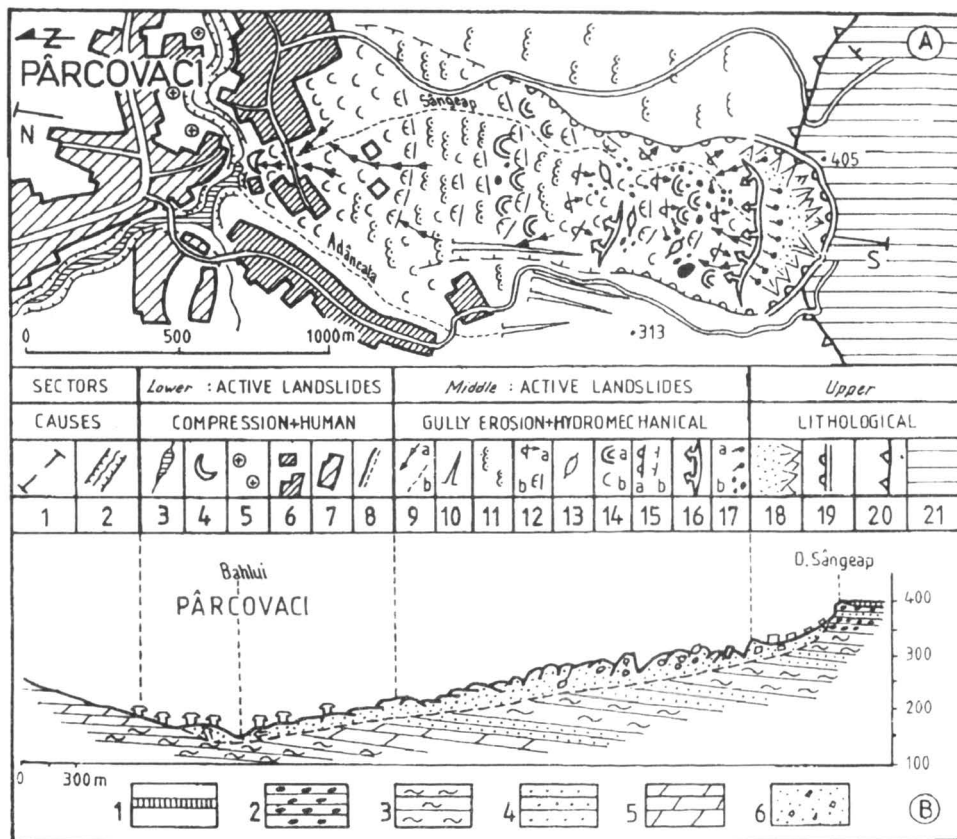 Z
A
PÂRCOVACI
N
Sângeap
405
Adâncata
S
313
0 500 1000m
SECTORS Lower : ACTIVE LANDSLIDES Middle : ACTIVE LANDSLIDES Upper
CAUSES COMPRESSION+HUMAN GULLY EROSION+HYDROMECHANICAL LITHOLOGICAL
a b a b a b a b a b
1 2 3 4 5 6 7 8 9 10 11 12 13 14 15 16 17 18 19 20 21
Bahlui D. Sângeap
PÂRCOVACI
400
300
200
100
0 300m
1 2 3 4 5 6 B